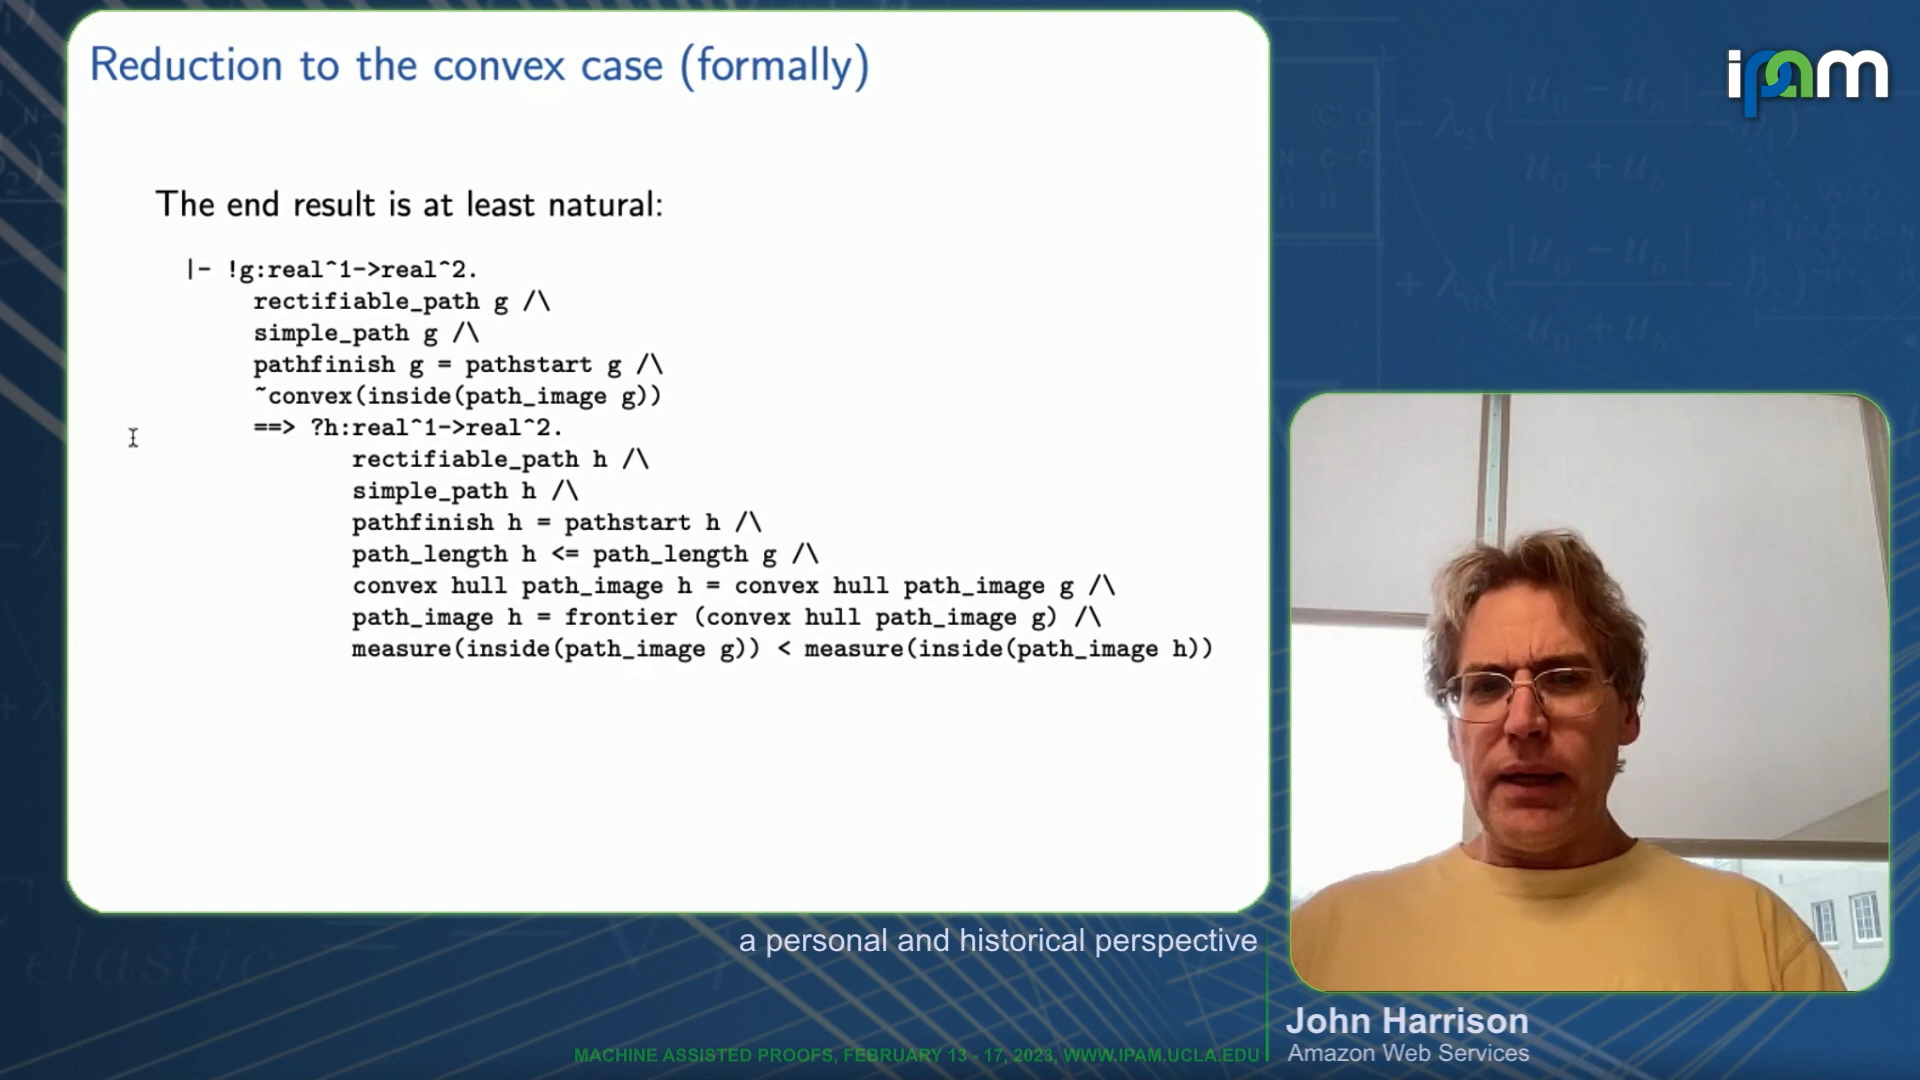 Reduction to the convex case (formally)
ipam
The end result is at least natural:
|- !g:real^1->real^2.
rectifiable_path g /\
simple_path g /\
pathfinish g = pathstart g /\
~convex(inside(path_image g))
==> ?h:real^1->real^2.
rectifiable_path h /\
simple_path h /\
pathfinish h = pathstart h /\
path_length h <= path_length g /\
convex hull path_image h = convex hull path_image g /\
path_image h = frontier (convex hull path_image g) /\
measure(inside(path_image g)) < measure(inside(path_image h))
a personal and historical perspective
John Harrison
Amazon Web Services
MACHINE ASSISTED PROOFS, FEBRUARY 13 - 17, 2023, WWW.IPAM.UCLA.EDU
elastic